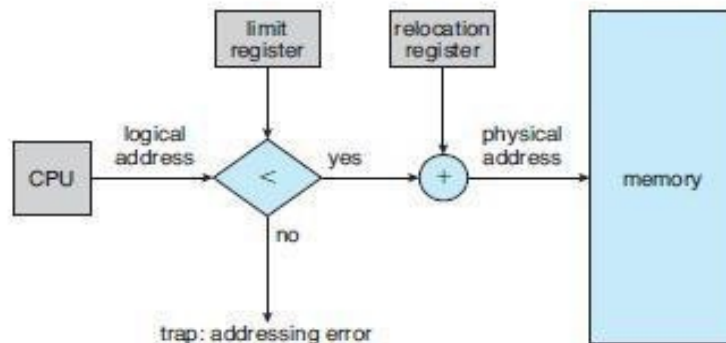 limit
register
relocation
register
logical
address
physical
address
CPU
<
yes
+
memory
no
trap: addressing error